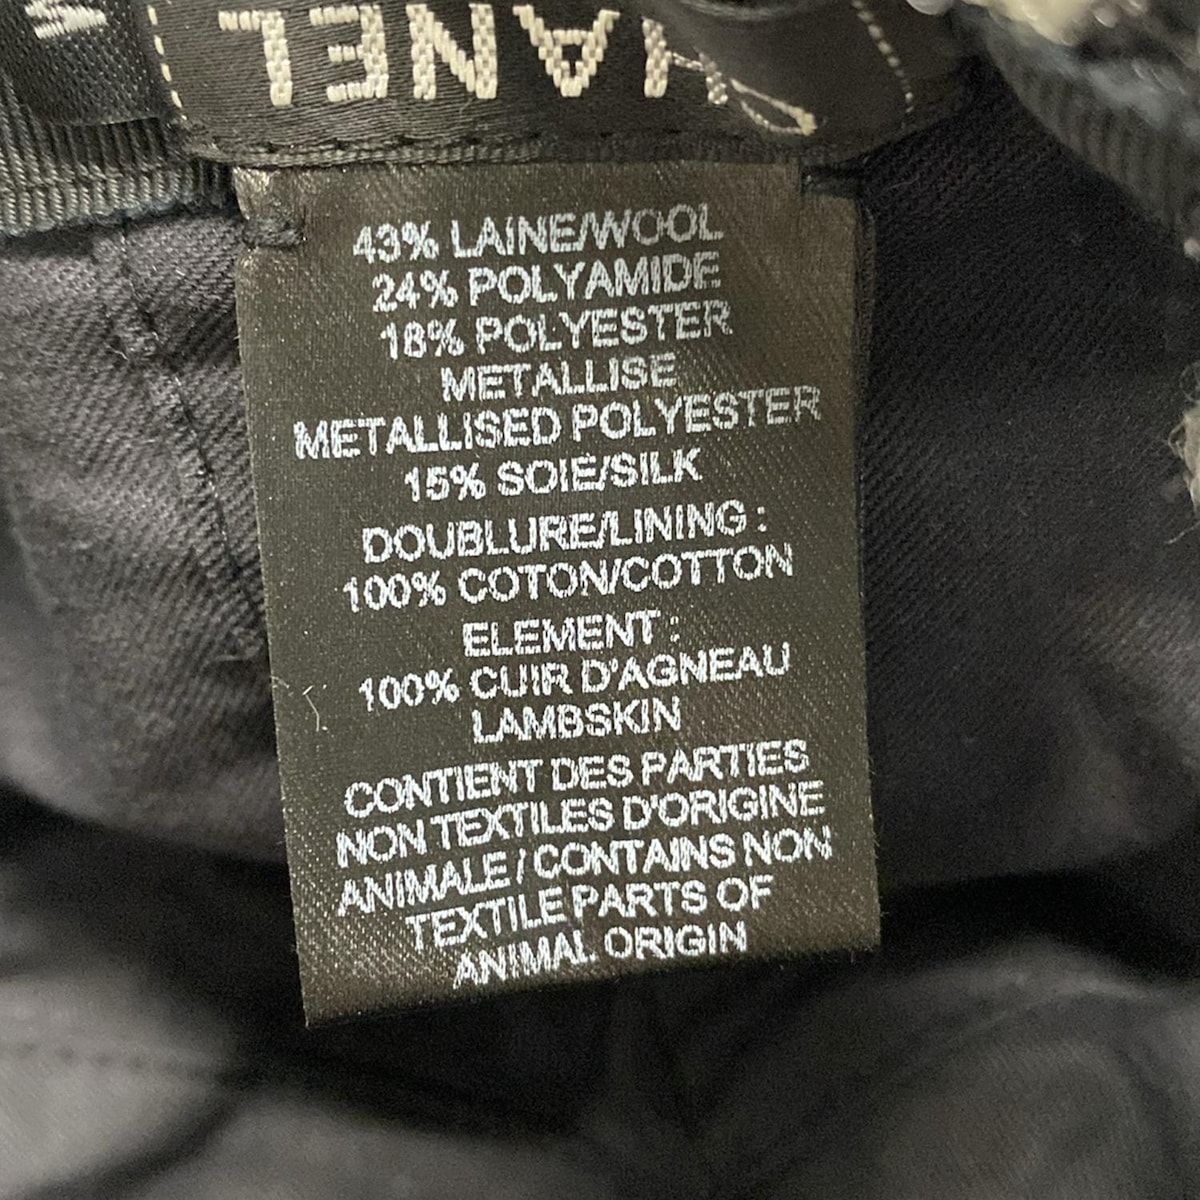 HANEL
43% LAINE/WOOL
24% POLYAMIDE
18% POLYESTER
METALLISE
METALLISED POLYESTER
15% SOIE/SILK
DOUBLURE/LINING :
100% COTON/COTTON
ELEMENT :
100% CUIR D'AGNEAU
LAMBSKIN
CONTIENT DES PARTIES
NON TEXTILES D'ORIGINE
ANIMALE / CONTAINS NON
TEXTILE PARTS OF
ANIMAL ORIGIN